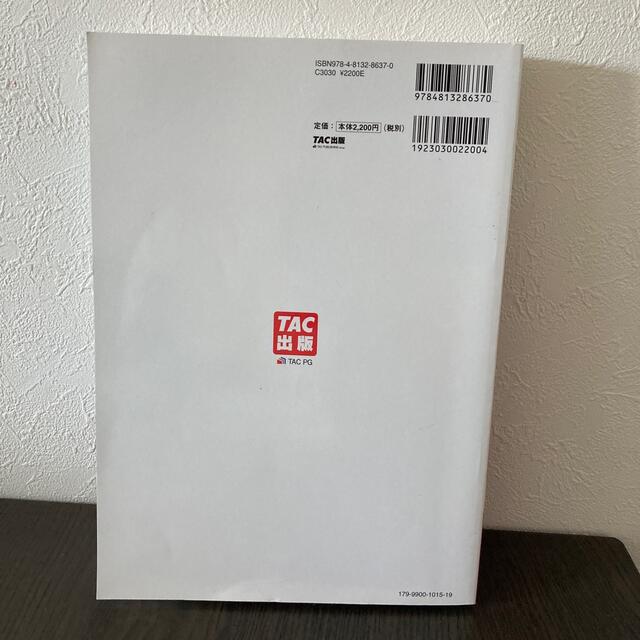 ISBN978-4-8132-8637-0
C3030 ¥2200E
9784813286370
定価: 本体2,200円 (税別)
TAC出版
1923030022004
TAC
出版
TAC PG
179-9900-1015-19